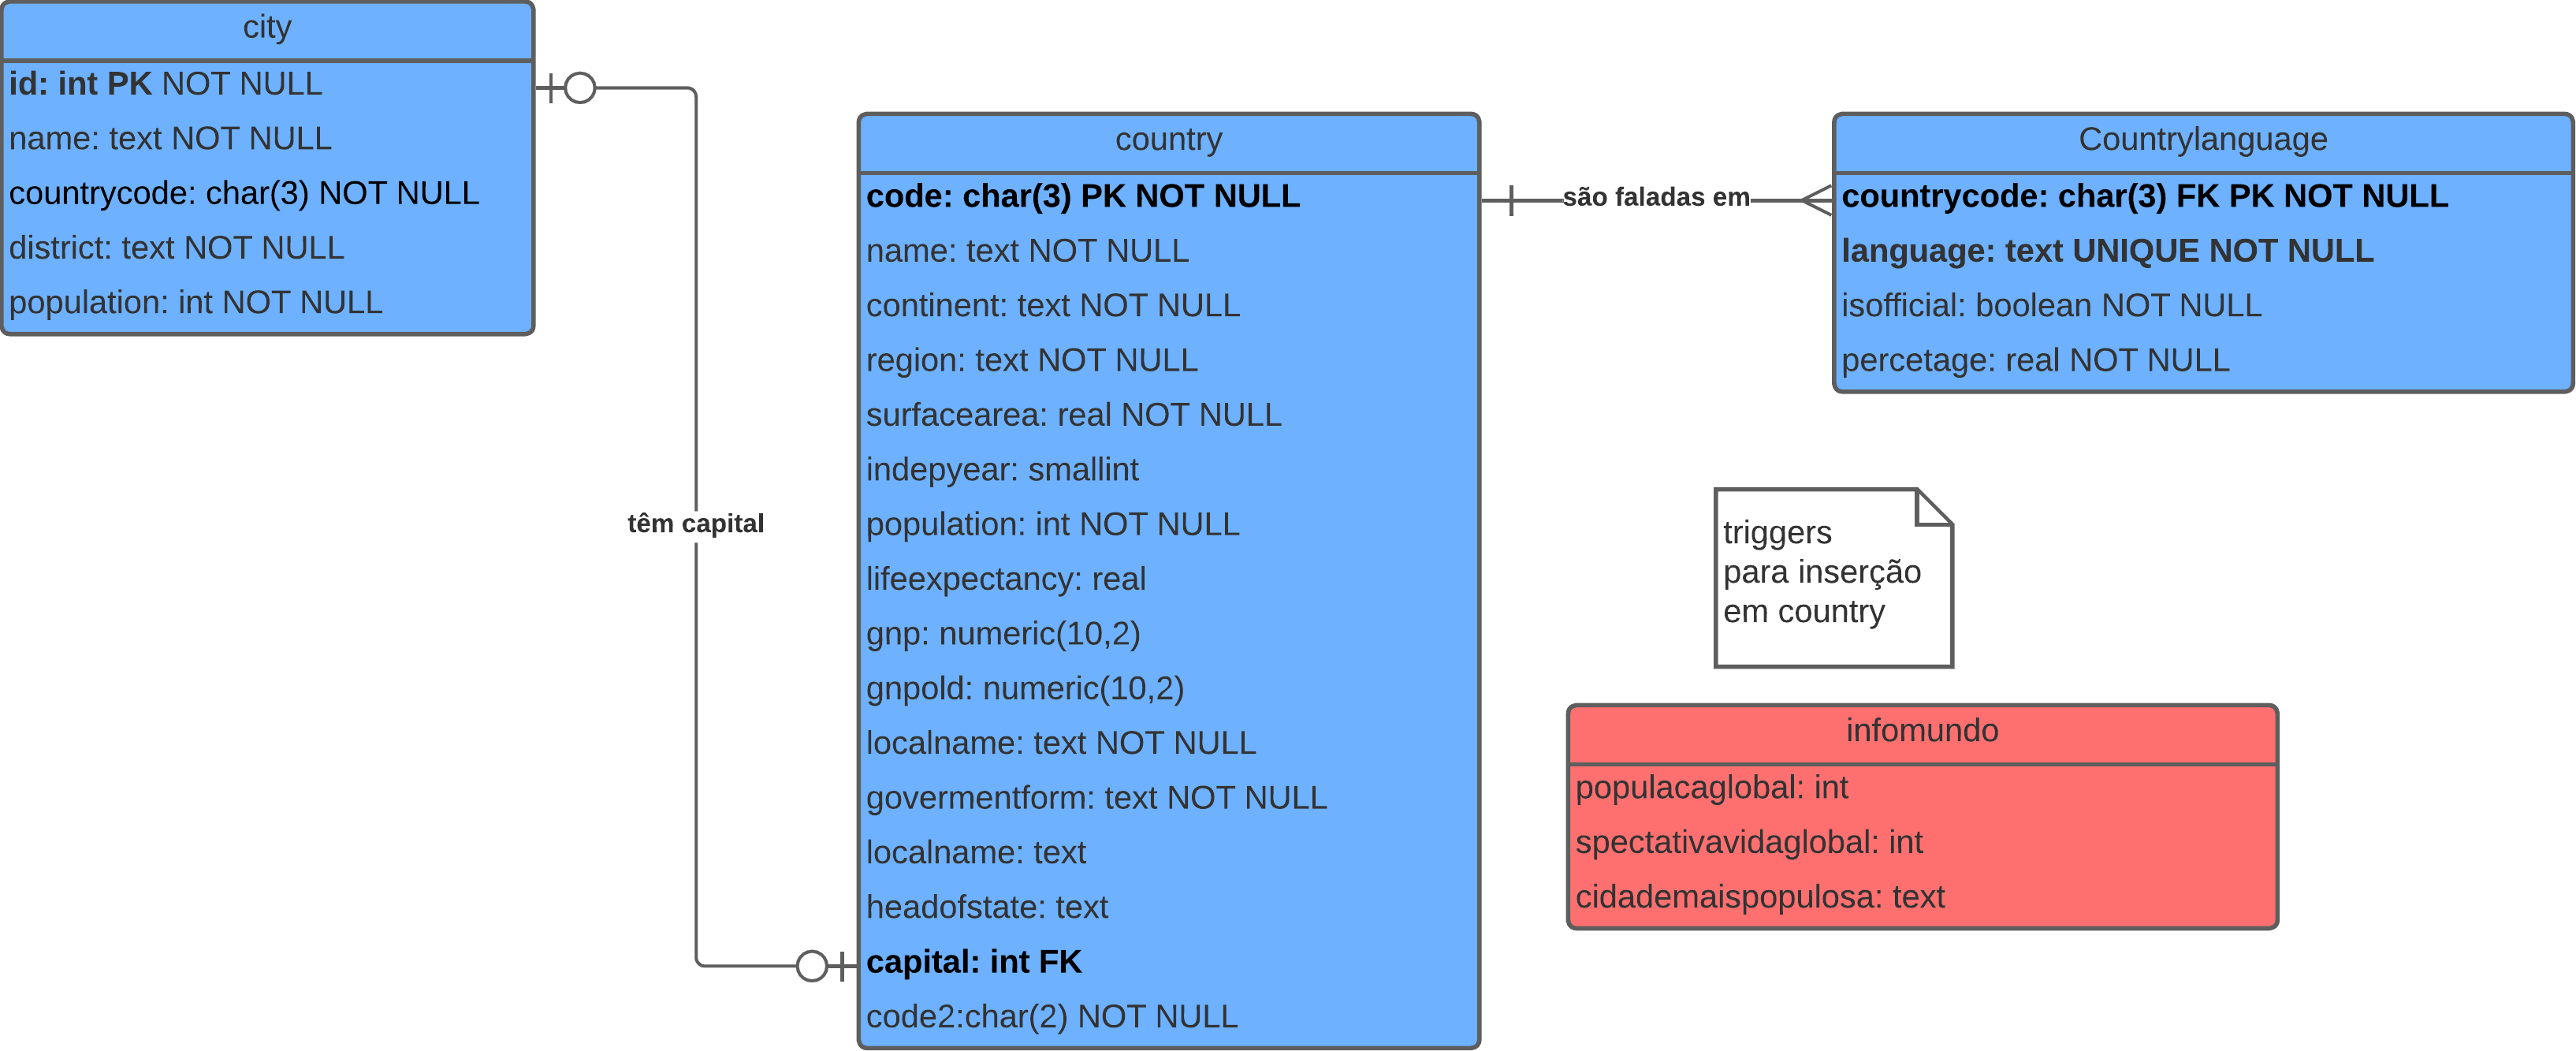 city
id: int PK NOT NULL
name: text NOT NULL
countrycode: char(3) NOT NULL
district: text NOT NULL
population: int NOT NULL
têm capital
country
code: char(3) PK NOT NULL
name: text NOT NULL
continent: text NOT NULL
region: text NOT NULL
surfacearea: real NOT NULL
indepyear: smallint
population: int NOT NULL
lifeexpectancy: real
gnp: numeric(10,2)
gnpold: numeric(10,2)
localname: text NOT NULL
govermentform: text NOT NULL
localname: text
headofstate: text
capital: int FK
code2:char(2) NOT NULL
são faladas em
Countrylanguage
countrycode: char(3) FK PK NOT NULL
language: text UNIQUE NOT NULL
isofficial: boolean NOT NULL
percetage: real NOT NULL
triggers
para inserção
em country
infomundo
populacaglobal: int
spectativavidaglobal: int
cidademaispopulosa: text